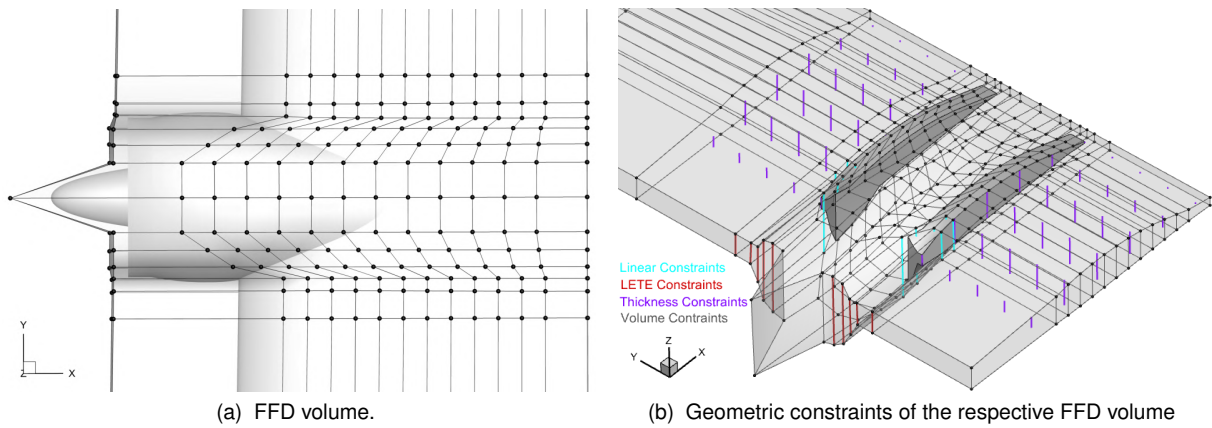 Y
Z
X
Linear Constraints
LETE Constraints
Thickness Constraints
Volume Contraints
Z
Y
X
(a) FFD volume.
(b) Geometric constraints of the respective FFD volume